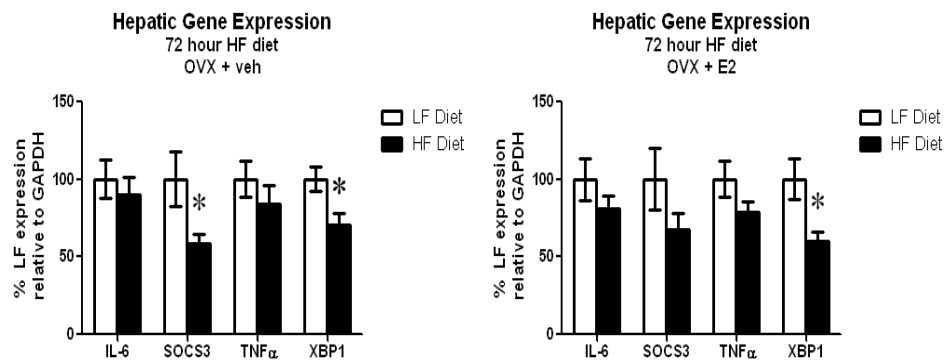 Hepatic Gene Expression
72 hour HF diet
OVX + veh
% LF expression
relative to GAPDH
150
100
50
0
IL-6 SOCS3 TNFα XBP1
*
*
LF Diet
HF Diet
Hepatic Gene Expression
72 hour HF diet
OVX + E2
% LF expression
relative to GAPDH
150
100
50
0
IL-6 SOCS3 TNFα XBP1
*
LF Diet
HF Diet